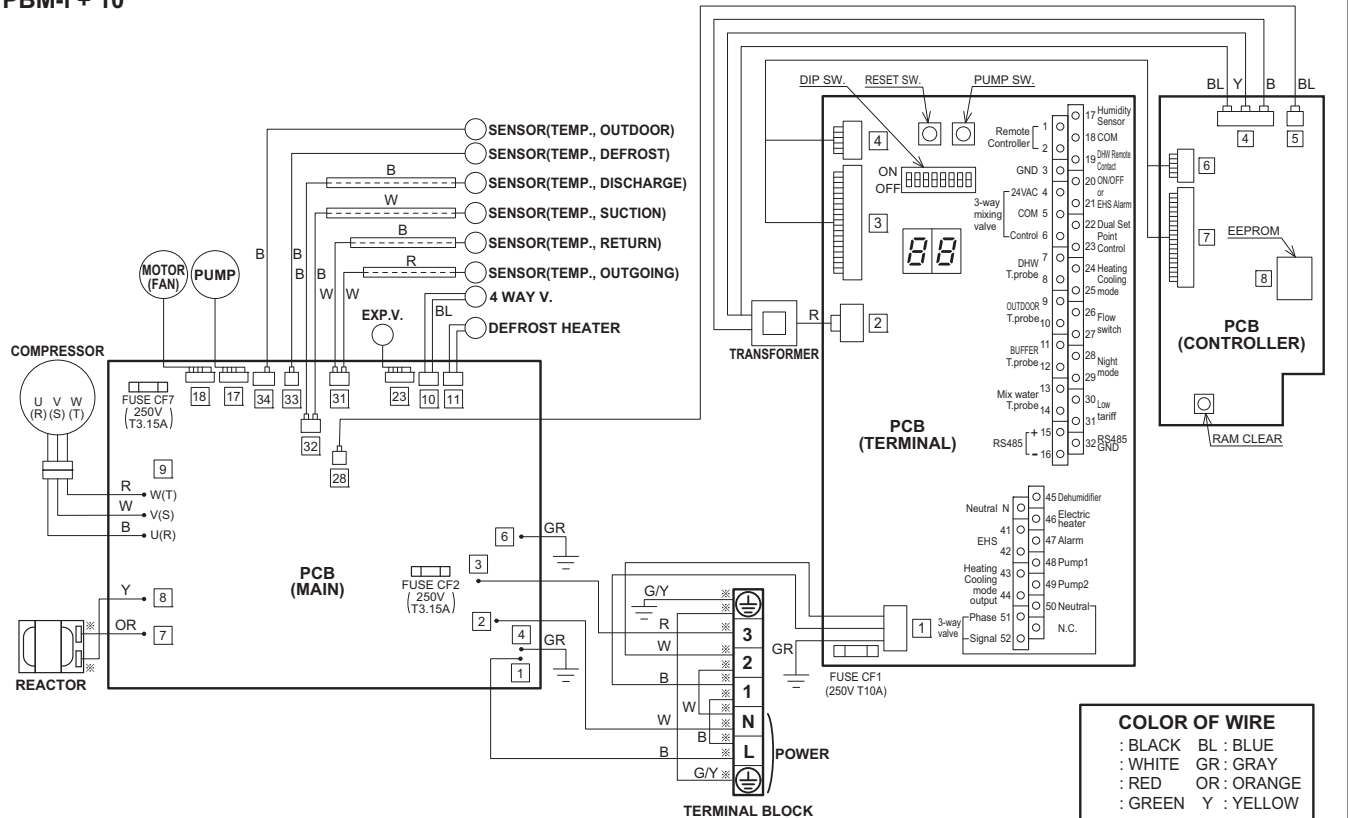 PBM-i + 10
SENSOR(TEMP., OUTDOOR)
SENSOR(TEMP., DEFROST)
B
SENSOR(TEMP., DISCHARGE)
W
SENSOR(TEMP., SUCTION)
B
SENSOR(TEMP., RETURN)
R
SENSOR(TEMP., OUTGOING)
4 WAY V.
BL
DEFROST HEATER
B
B
B
B
W
W
MOTOR
(FAN)
PUMP
EXP.V.
COMPRESSOR
U V W
(R) (S) (T)
FUSE CF7
250V
T3.15A
18
17
34
33
31
23
10
11
32
28
9
R
W(T)
W
V(S)
B
U(R)
PCB
(MAIN)
FUSE CF2
250V
T3.15A
6
GR
3
2
4
GR
1
Y
8
OR
7
※
※
REACTOR
G/Y
R
W
B
W
W
B
B
G/Y
※
※
※
※
※
※
※
※
※
※
3
2
1
N
L
POWER
TERMINAL BLOCK
TRANSFORMER
R
2
DIP SW.
RESET SW.
PUMP SW.
4
ON
OFF
3
88
PCB
(TERMINAL)
Remote
Controller
1
2
GND 3
24VAC 4
3-way
mixing
valve
COM 5
Control 6
DHW
T.probe
7
8
OUTDOOR
T.probe
9
10
BUFFER
T.probe
11
12
Mix water
T.probe
13
14
RS485
+ 15
- 16
17 Humidity
Sensor
18 COM
19 DHW Remote
Contact
20 ON/OFF
or
21 EHS Alarm
22 Dual Set
Point
23 Control
24 Heating
Cooling
25 mode
26 Flow
switch
27
28 Night
mode
29
30 Low
tariff
31
32 RS485
GND
Neutral N
41
EHS
42
Heating
Cooling
mode
output
43
44
Phase 51
3-way
valve
Signal 52
45 Dehumidifier
46 Electric
heater
47 Alarm
48 Pump1
49 Pump2
50 Neutral
N.C.
1
GR
FUSE CF1
(250V T10A)
BL Y B BL
4
5
6
7
EEPROM
8
PCB
(CONTROLLER)
RAM CLEAR
COLOR OF WIRE
: BLACK BL : BLUE
: WHITE GR : GRAY
: RED OR : ORANGE
: GREEN Y : YELLOW